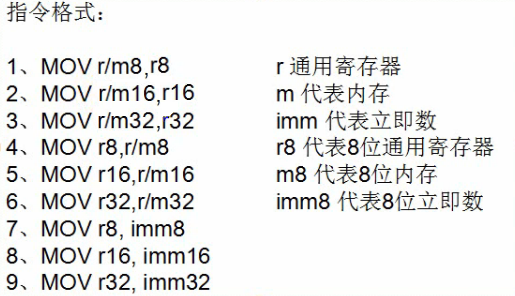 指令格式：
1、MOV r/m8,r8 r 通用寄存器
2、MOV r/m16,r16 m 代表内存
3、MOV r/m32,r32 imm 代表立即数
4、MOV r8,r/m8 r8 代表8位通用寄存器
5、MOV r16,r/m16 m8 代表8位内存
6、MOV r32,r/m32 imm8 代表8位立即数
7、MOV r8, imm8
8、MOV r16, imm16
9、MOV r32, imm32